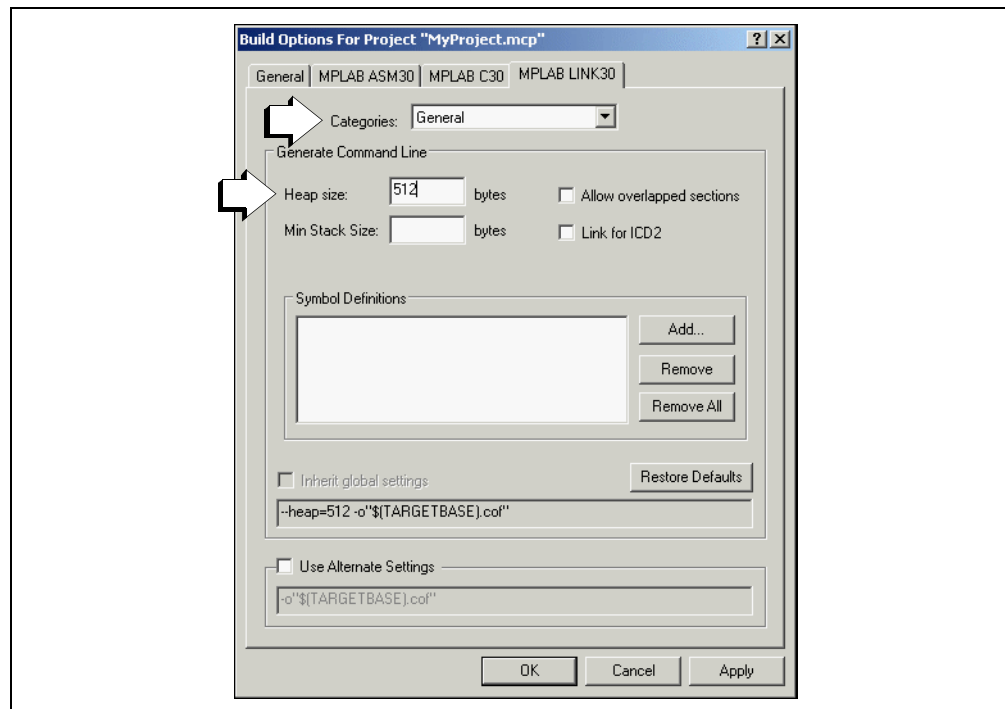 Build Options For Project "MyProject.mcp"
General MPLAB ASM30 MPLAB C30 MPLAB LINK30
Categories: General
Generate Command Line
Heap size: 512 bytes Allow overlapped sections
Min Stack Size: bytes Link for ICD2
Symbol Definitions
Add...
Remove
Remove All
Inherit global settings Restore Defaults
--heap=512 -o"$(TARGETBASE).cof"
Use Alternate Settings
-o"$(TARGETBASE).cof"
OK Cancel Apply